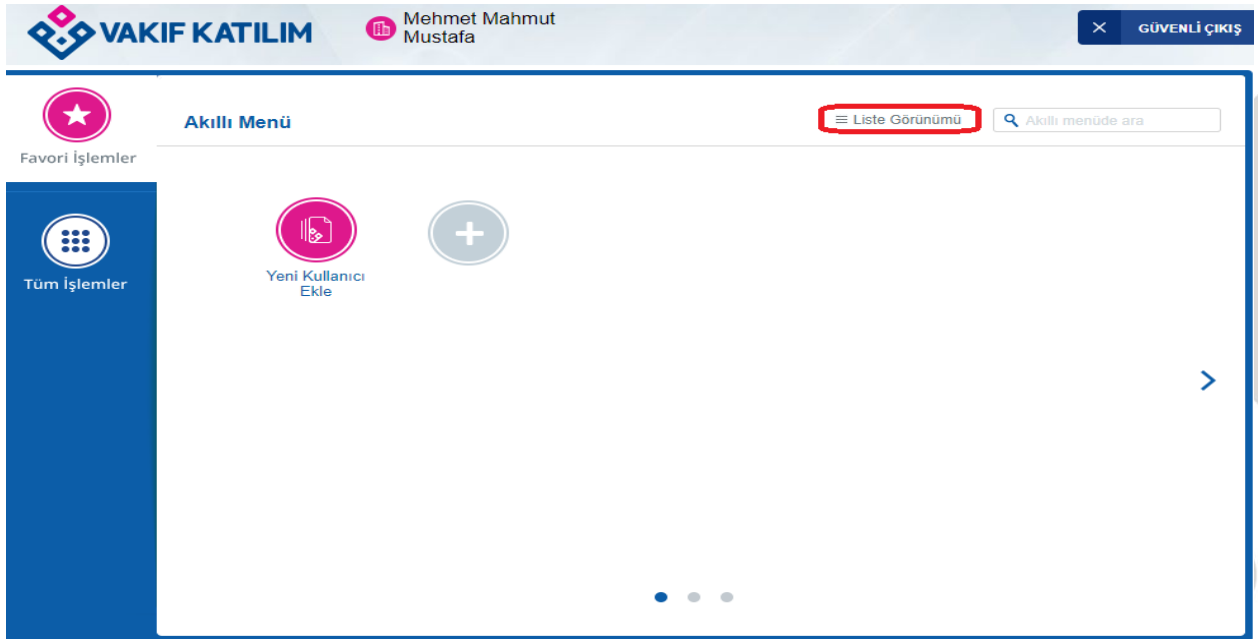 VAKIF KATILIM
Mehmet Mahmut
Mustafa
GÜVENLİ ÇIKIŞ
Favori İşlemler
Akıllı Menü
Liste Görünümü
Akıllı menüde ara
Tüm İşlemler
Yeni Kullanıcı
Ekle